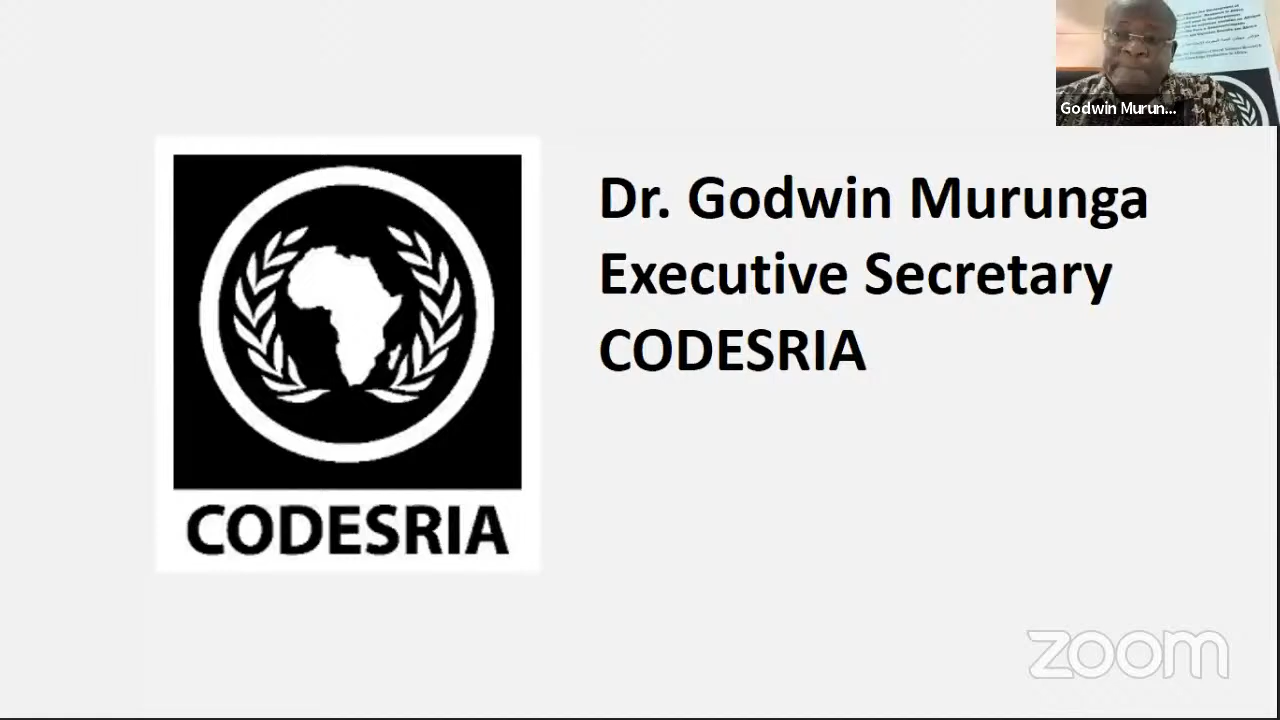 Godwin Murun...
Dr. Godwin Murunga
Executive Secretary
CODESRIA
CODESRIA
zoom